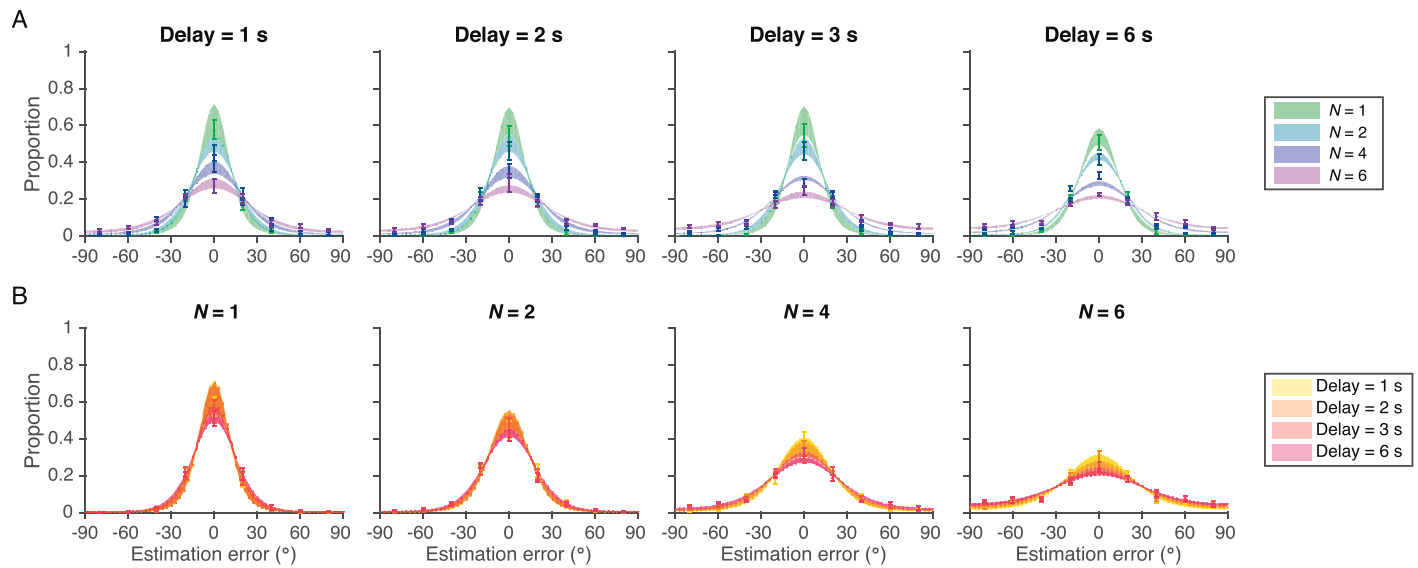 A
Delay = 1 s
Delay = 2 s
Delay = 3 s
Delay = 6 s
1
0.8
0.6
0.4
0.2
0
Proportion
-90 -60 -30 0 30 60 90
-90 -60 -30 0 30 60 90
-90 -60 -30 0 30 60 90
-90 -60 -30 0 30 60 90
N = 1
N = 2
N = 4
N = 6
B
N = 1
N = 2
N = 4
N = 6
1
0.8
0.6
0.4
0.2
0
Proportion
-90 -60 -30 0 30 60 90
-90 -60 -30 0 30 60 90
-90 -60 -30 0 30 60 90
-90 -60 -30 0 30 60 90
Estimation error (°)
Estimation error (°)
Estimation error (°)
Estimation error (°)
Delay = 1 s
Delay = 2 s
Delay = 3 s
Delay = 6 s